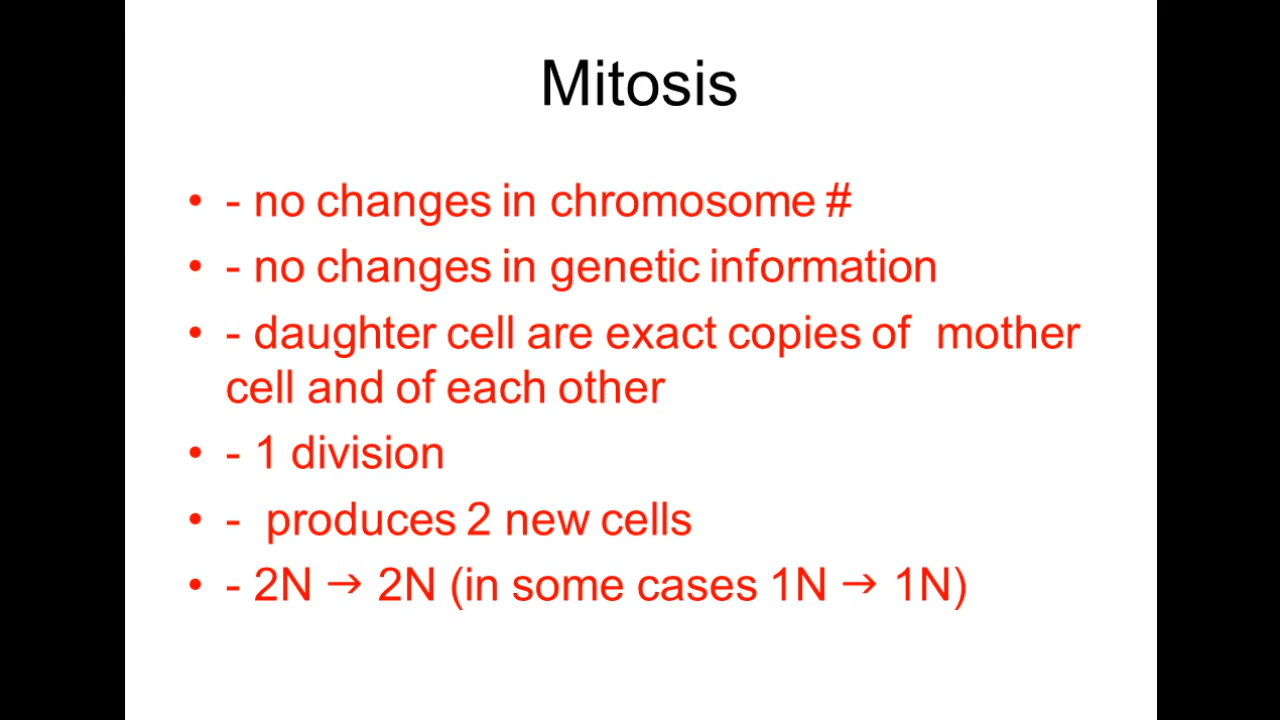 Mitosis
• - no changes in chromosome #
• - no changes in genetic information
• - daughter cell are exact copies of  mother
cell and of each other
• - 1 division
• -  produces 2 new cells
• - 2N → 2N (in some cases 1N → 1N)